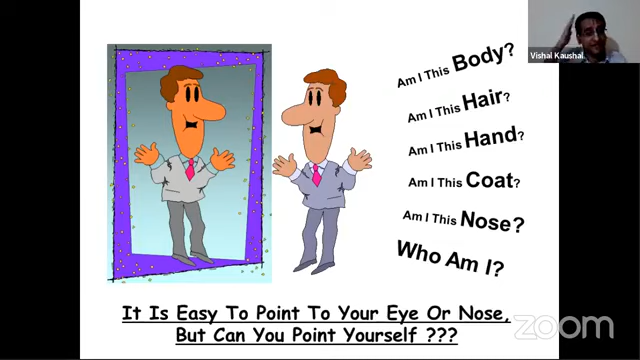 Vishal Kaushal
Am I This Body?
Am I This Hair?
Am I This Hand?
Am I This Coat?
Am I This Nose?
Who Am I?
It Is Easy To Point To Your Eye Or Nose,
But Can You Point Yourself ???
zoom